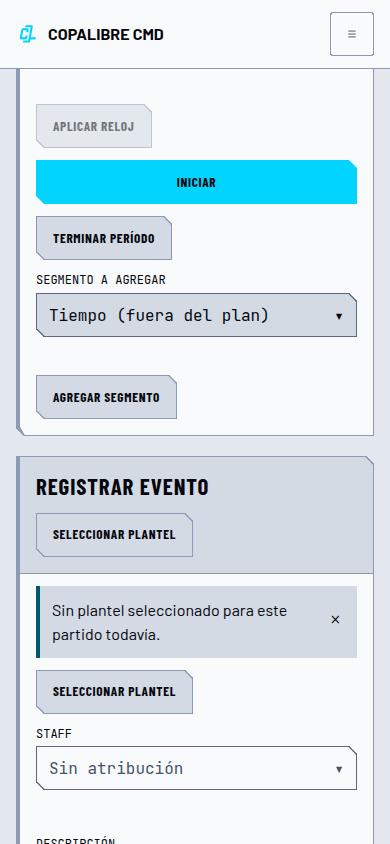 COPALIBRE CMD
APLICAR RELOJ
INICIAR
TERMINAR PERÍODO
SEGMENTO A AGREGAR
Tiempo (fuera del plan)
AGREGAR SEGMENTO
REGISTRAR EVENTO
SELECCIONAR PLANTEL
Sin plantel seleccionado para este
partido todavía.
SELECCIONAR PLANTEL
STAFF
Sin atribución
DESCRIPCIÓN